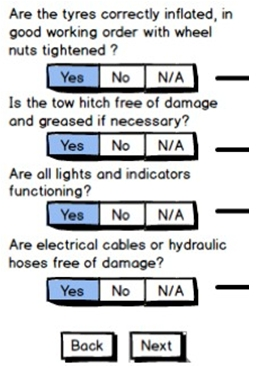 Are the tyres correctly inflated, in
good working order with wheel
nuts tightened ?
Yes No N/A
Is the tow hitch free of damage
and greased if necessary?
Yes No N/A
Are all lights and indicators
functioning?
Yes No N/A
Are electrical cables or hydraulic
hoses free of damage?
Yes No N/A
Back Next